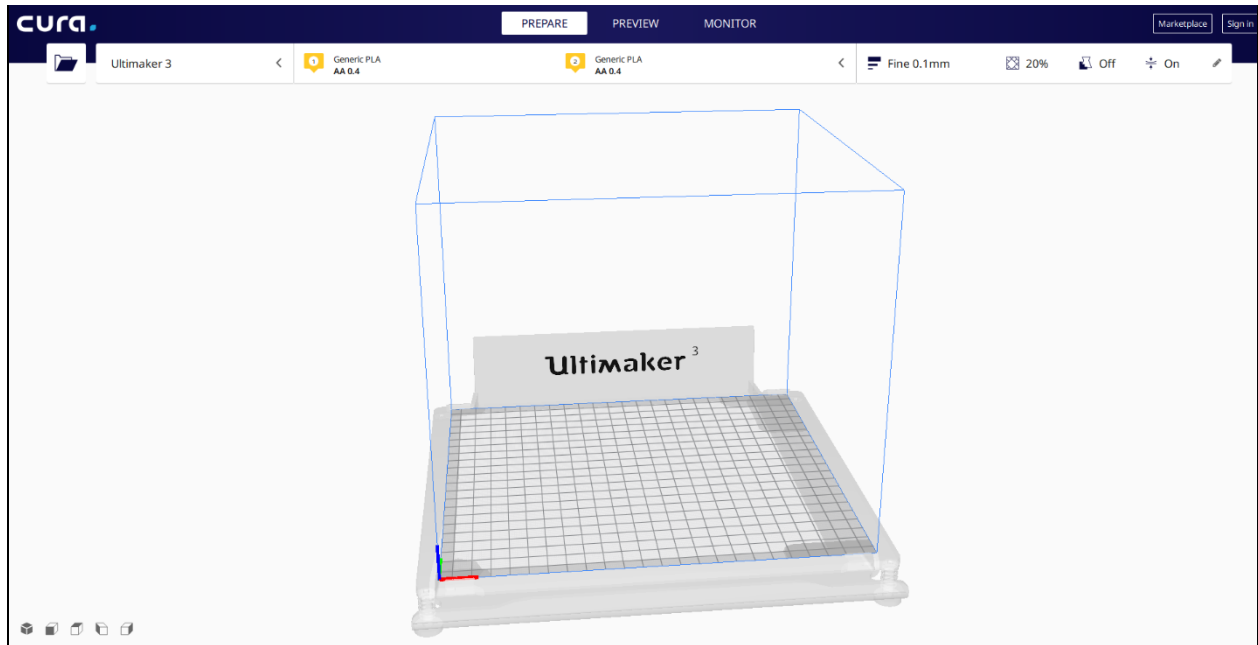 cura.
PREPARE
PREVIEW
MONITOR
Marketplace
Sign in
Ultimaker 3
1
Generic PLA
AA 0.4
2
Generic PLA
AA 0.4
Fine 0.1mm
20%
Off
On
Ultimaker 3